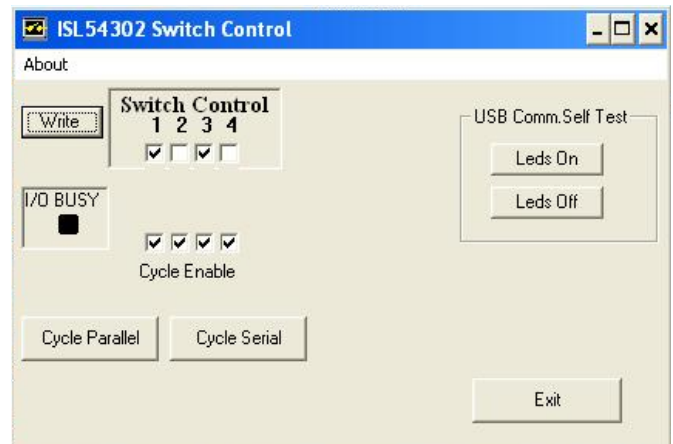 ISL54302 Switch Control
About
Write
Switch Control
1 2 3 4
USB Comm.Self Test
Leds On
Leds Off
I/O BUSY
Cycle Enable
Cycle Parallel
Cycle Serial
Exit